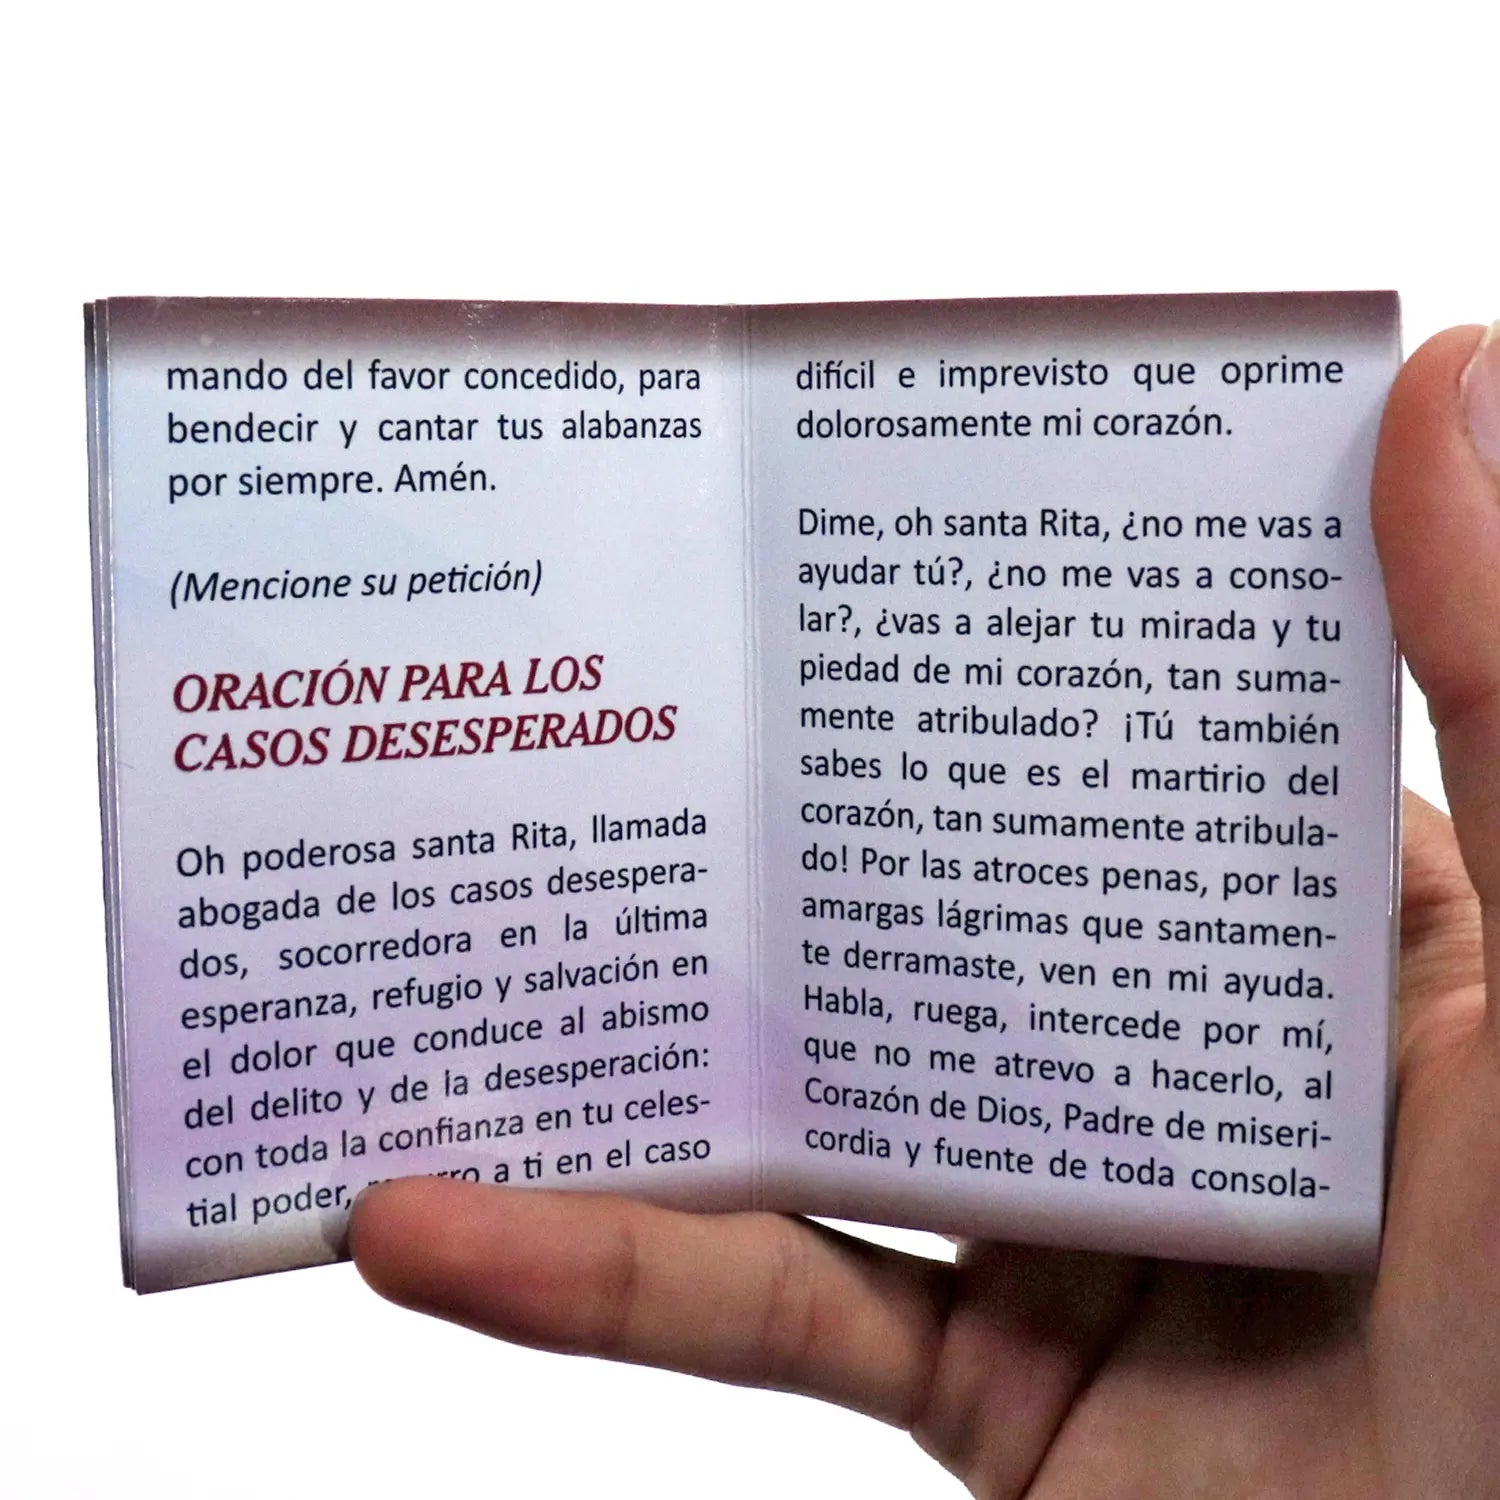 mando del favor concedido, para
bendecir y cantar tus alabanzas
por siempre. Amén.
(Mencione su petición)
ORACIÓN PARA LOS
CASOS DESESPERADOS
Oh poderosa santa Rita, llamada
abogada de los casos desespera-
dos, socorredora en la última
esperanza, refugio y salvación en
el dolor que conduce al abismo
del delito y de la desesperación:
con toda la confianza en tu celes-
tial poder, a ti en el caso
difícil e imprevisto que oprime
dolorosamente mi corazón.
Dime, oh santa Rita, ¿no me vas a
ayudar tú?, ¿no me vas a conso-
lar?, ¿vas a alejar tu mirada y tu
piedad de mi corazón, tan suma-
mente atribulado? ¡Tú también
sabes lo que es el martirio del
corazón, tan sumamente atribula-
do! Por las atroces penas, por las
amargas lágrimas que santamen-
te derramaste, ven en mi ayuda.
Habla, ruega, intercede por mí,
que no me atrevo a hacerlo, al
Corazón de Dios, Padre de miseri-
cordia y fuente de toda consola-